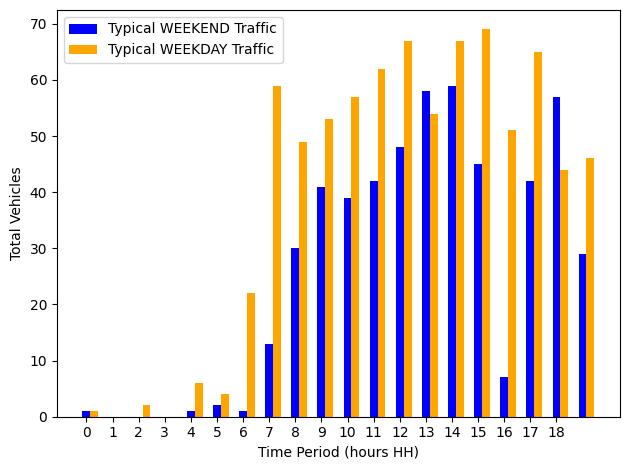 Typical WEEKEND Traffic
Typical WEEKDAY Traffic
70
60
50
40
30
20
10
0
Total Vehicles
0 1 2 3 4 5 6 7 8 9 10 11 12 13 14 15 16 17 18
Time Period (hours HH)